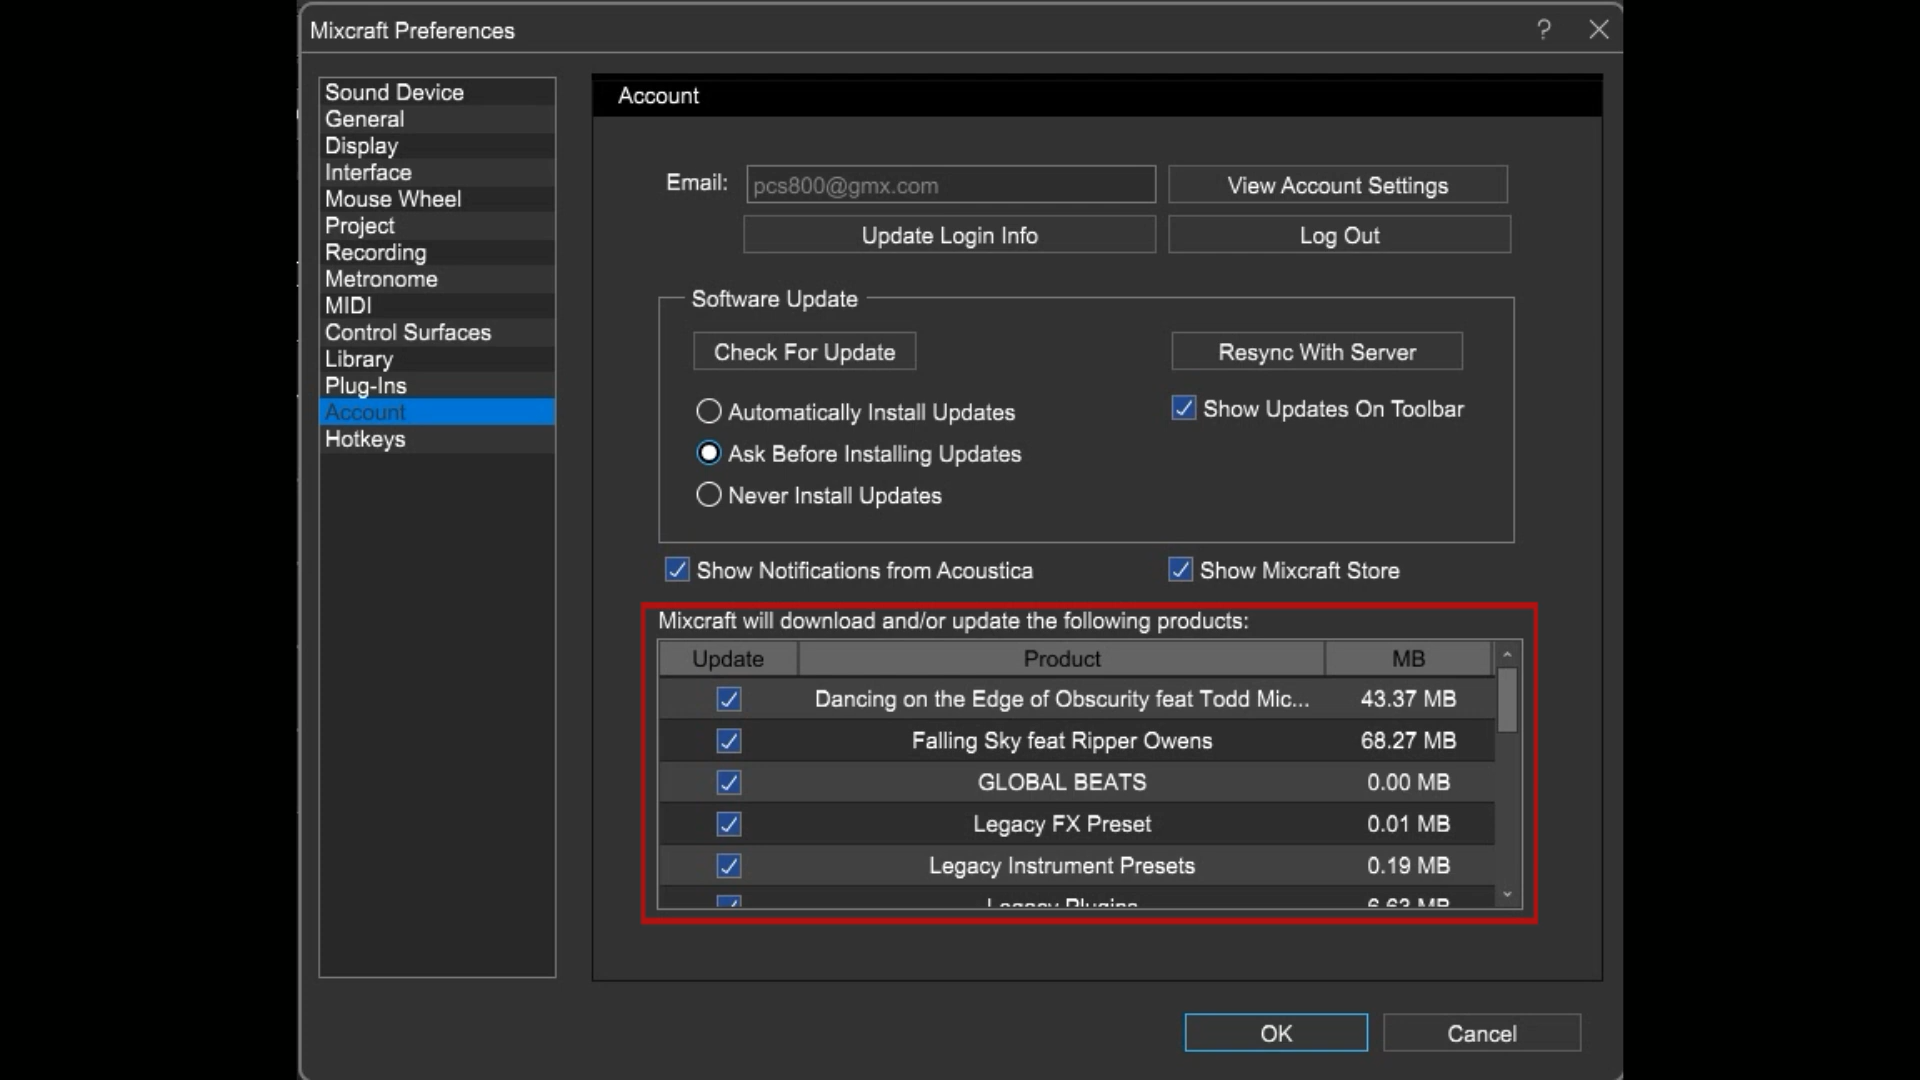 Mixcraft Preferences
?
Sound Device
General
Display
Interface
Mouse Wheel
Project
Recording
Metronome
MIDI
Control Surfaces
Library
Plug-Ins
Account
Hotkeys
Account
Email: pcs800@gmx.com View Account Settings
Update Login Info Log Out
Software Update
Check For Update Resync With Server
Automatically Install Updates Show Updates On Toolbar
Ask Before Installing Updates
Never Install Updates
Show Notifications from Acoustica Show Mixcraft Store
Mixcraft will download and/or update the following products:
Update Product MB
Dancing on the Edge of Obscurity feat Todd Mic... 43.37 MB
Falling Sky feat Ripper Owens 68.27 MB
GLOBAL BEATS 0.00 MB
Legacy FX Preset 0.01 MB
Legacy Instrument Presets 0.19 MB
Legacy Plugins 6.63 MB
OK Cancel